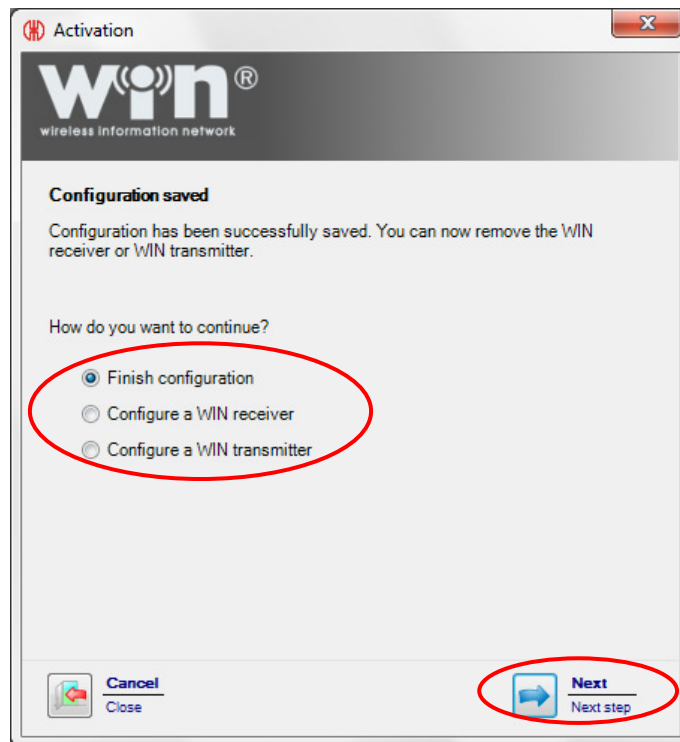 Activation
WiN®
wireless information network
Configuration saved
Configuration has been successfully saved. You can now remove the WIN
receiver or WIN transmitter.
How do you want to continue?
Finish configuration
Configure a WIN receiver
Configure a WIN transmitter
Cancel
Close
Next
Next step